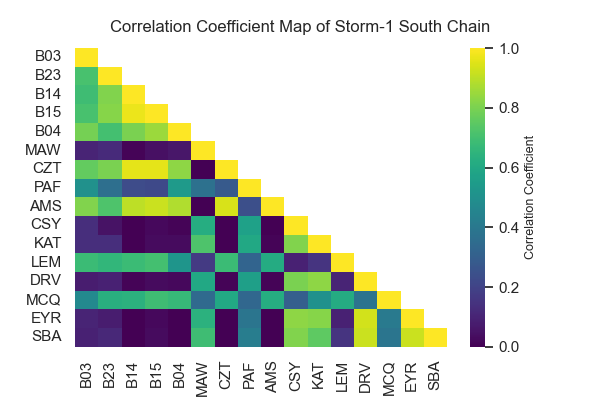 Correlation Coefficient Map of Storm-1 South Chain
B03
B23
B14
B15
B04
MAW
CZT
PAF
AMS
CSY
KAT
LEM
DRV
MCQ
EYR
SBA
B03 B23 B14 B15 B04 MAW CZT PAF AMS CSY KAT LEM DRV MCQ EYR SBA
1.0
0.8
0.6
0.4
0.2
0.0
Correlation Coefficient